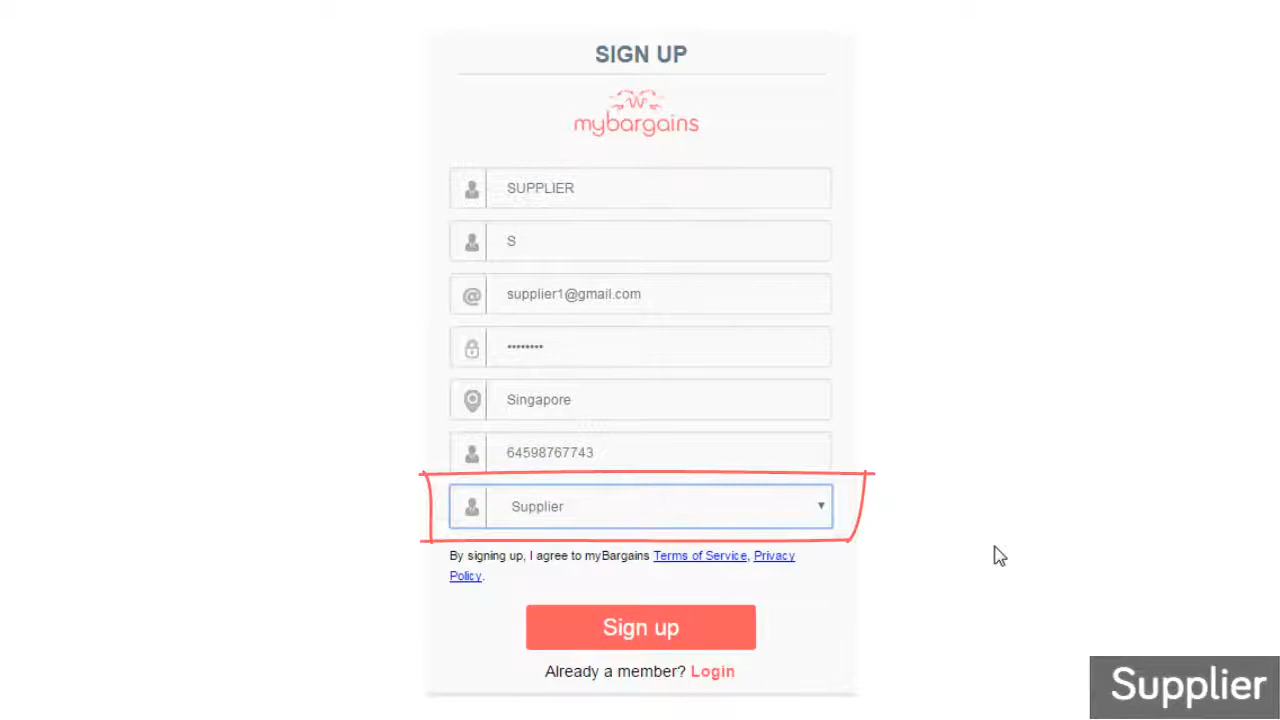 SIGN UP
mybargains
SUPPLIER
S
supplier1@gmail.com
••••••••
Singapore
64598767743
Supplier
By signing up, I agree to myBargains Terms of Service, Privacy
Policy.
Sign up
Already a member? Login
Supplier